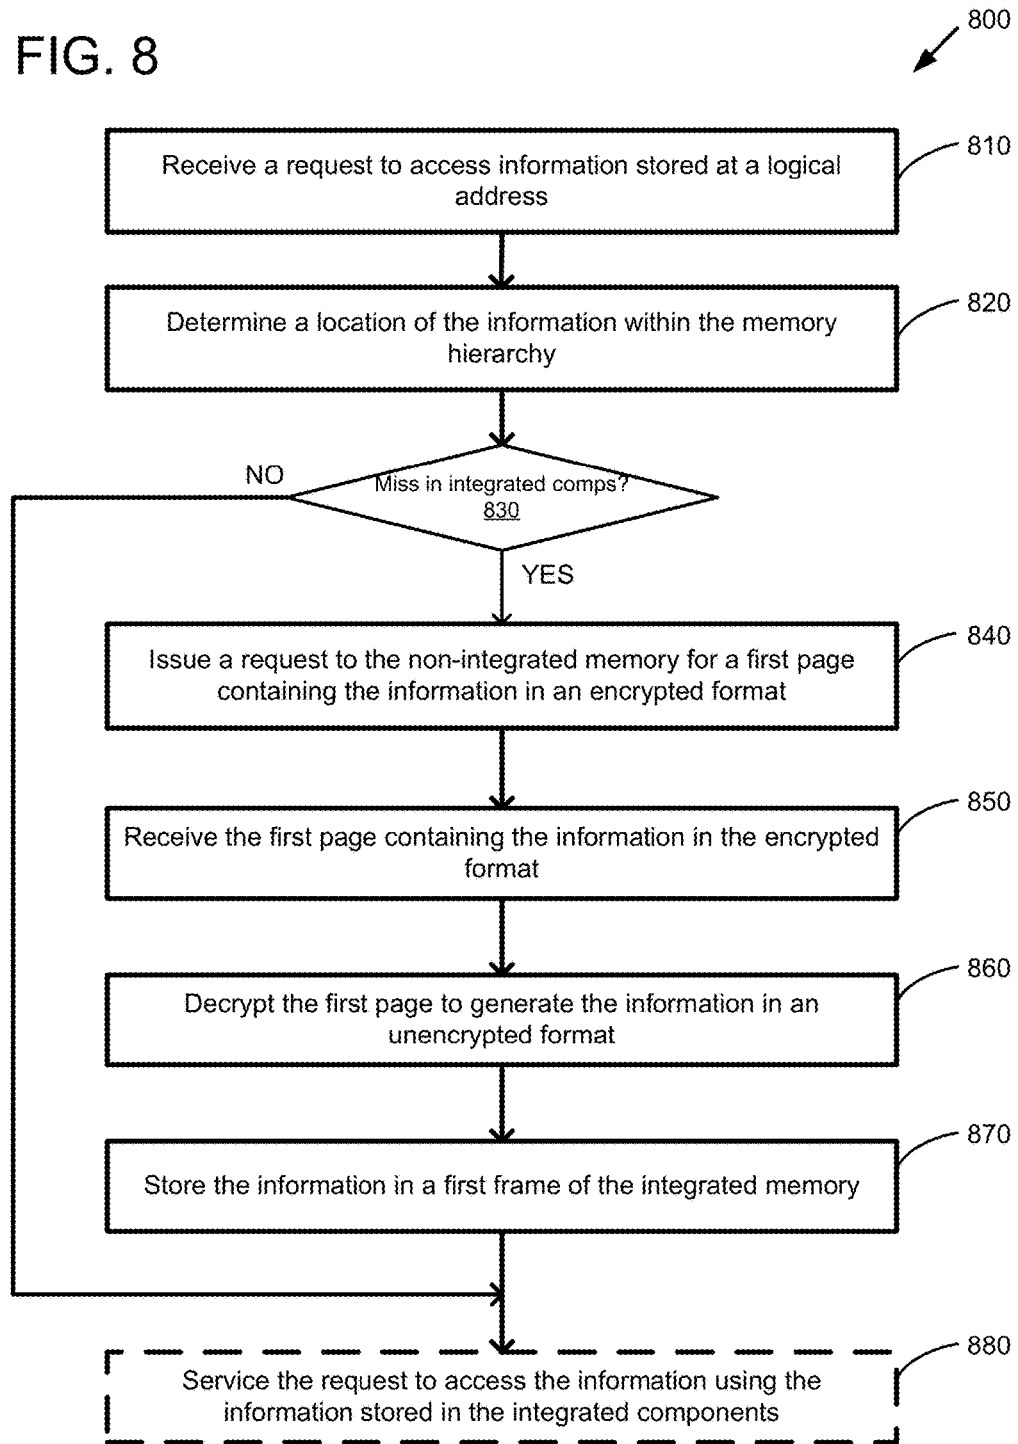 800
FIG. 8
810
Receive a request to access information stored at a logical
address
820
Determine a location of the information within the memory
hierarchy
NO
Miss in integrated comps?
830
YES
840
Issue a request to the non-integrated memory for a first page
containing the information in an encrypted format
850
Receive the first page containing the information in the encrypted
format
860
Decrypt the first page to generate the information in an
unencrypted format
870
Store the information in a first frame of the integrated memory
880
Service the request to access the information using the
information stored in the integrated components